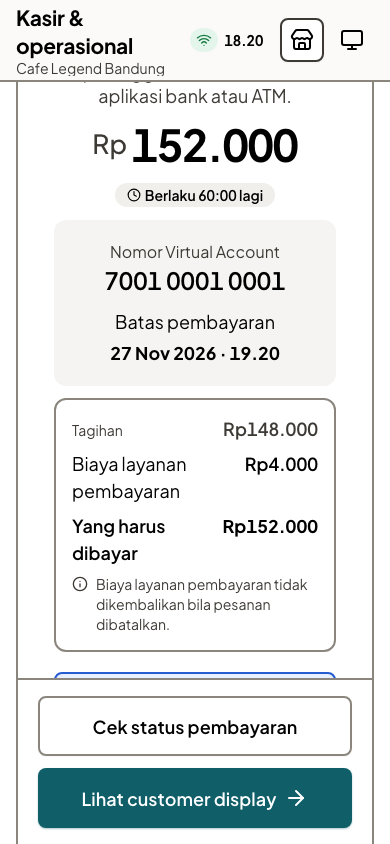 Kasir &
operasional
Cafe Legend Bandung
18.20
aplikasi bank atau ATM.
Rp 152.000
Berlaku 60:00 lagi
Nomor Virtual Account
7001 0001 0001
Batas pembayaran
27 Nov 2026 · 19.20
Tagihan Rp148.000
Biaya layanan Rp4.000
pembayaran
Yang harus Rp152.000
dibayar
Biaya layanan pembayaran tidak
dikembalikan bila pesanan
dibatalkan.
Cek status pembayaran
Lihat customer display